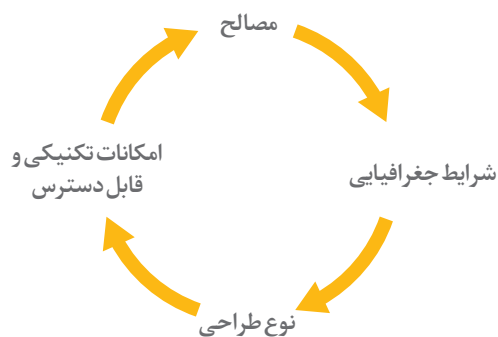 مصالح
امکانات تکنیکی و
قابل دسترس
شرایط جغرافیایی
نوع طراحی